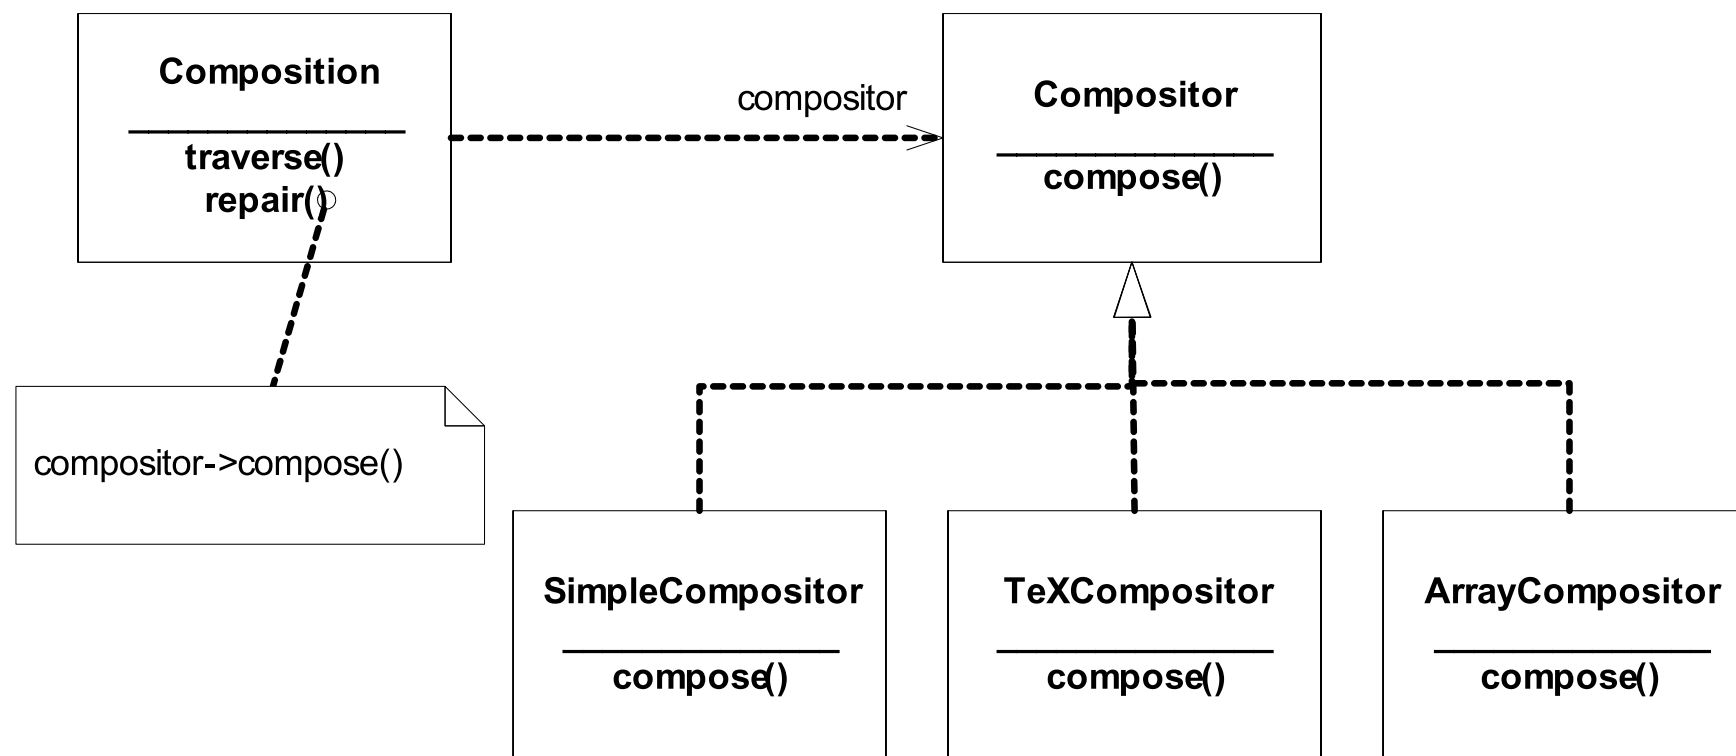 Composition
traverse()
repair()
compositor
Compositor
compose()
compositor->compose()
SimpleCompositor
compose()
TeXCompositor
compose()
ArrayCompositor
compose()